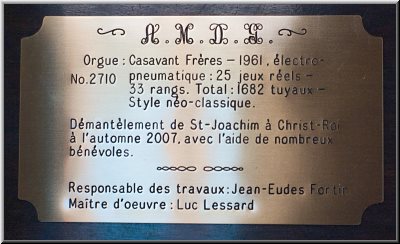 A.M.D.G.
Orgue : Casavant Frères – 1961, électro-
No.2710 pneumatique : 25 jeux réels –
33 rangs. Total : 1682 tuyaux –
Style néo-classique.
Démantèlement de St-Joachim à Christ-Roi
à l'automne 2007, avec l'aide de nombreux
bénévoles.
Responsable des travaux : Jean-Eudes Fortin
Maître d'oeuvre : Luc Lessard